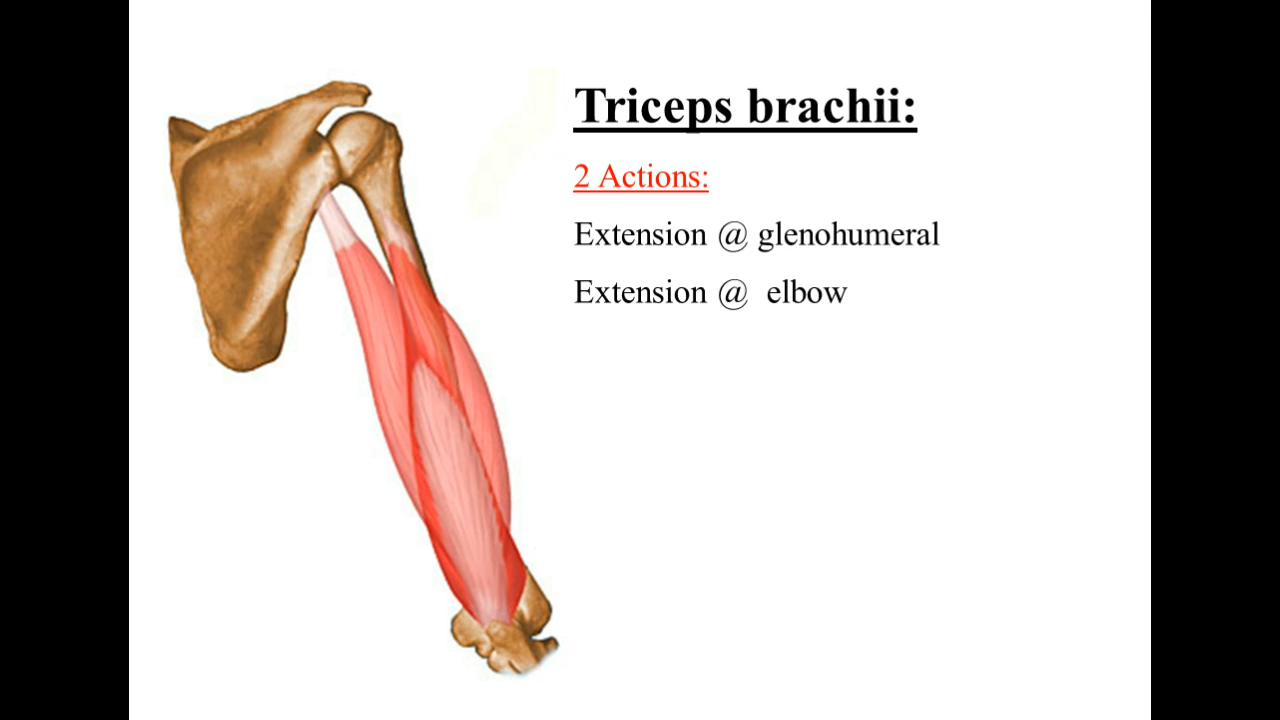 Triceps brachii:
2 Actions:
Extension @ glenohumeral
Extension @  elbow